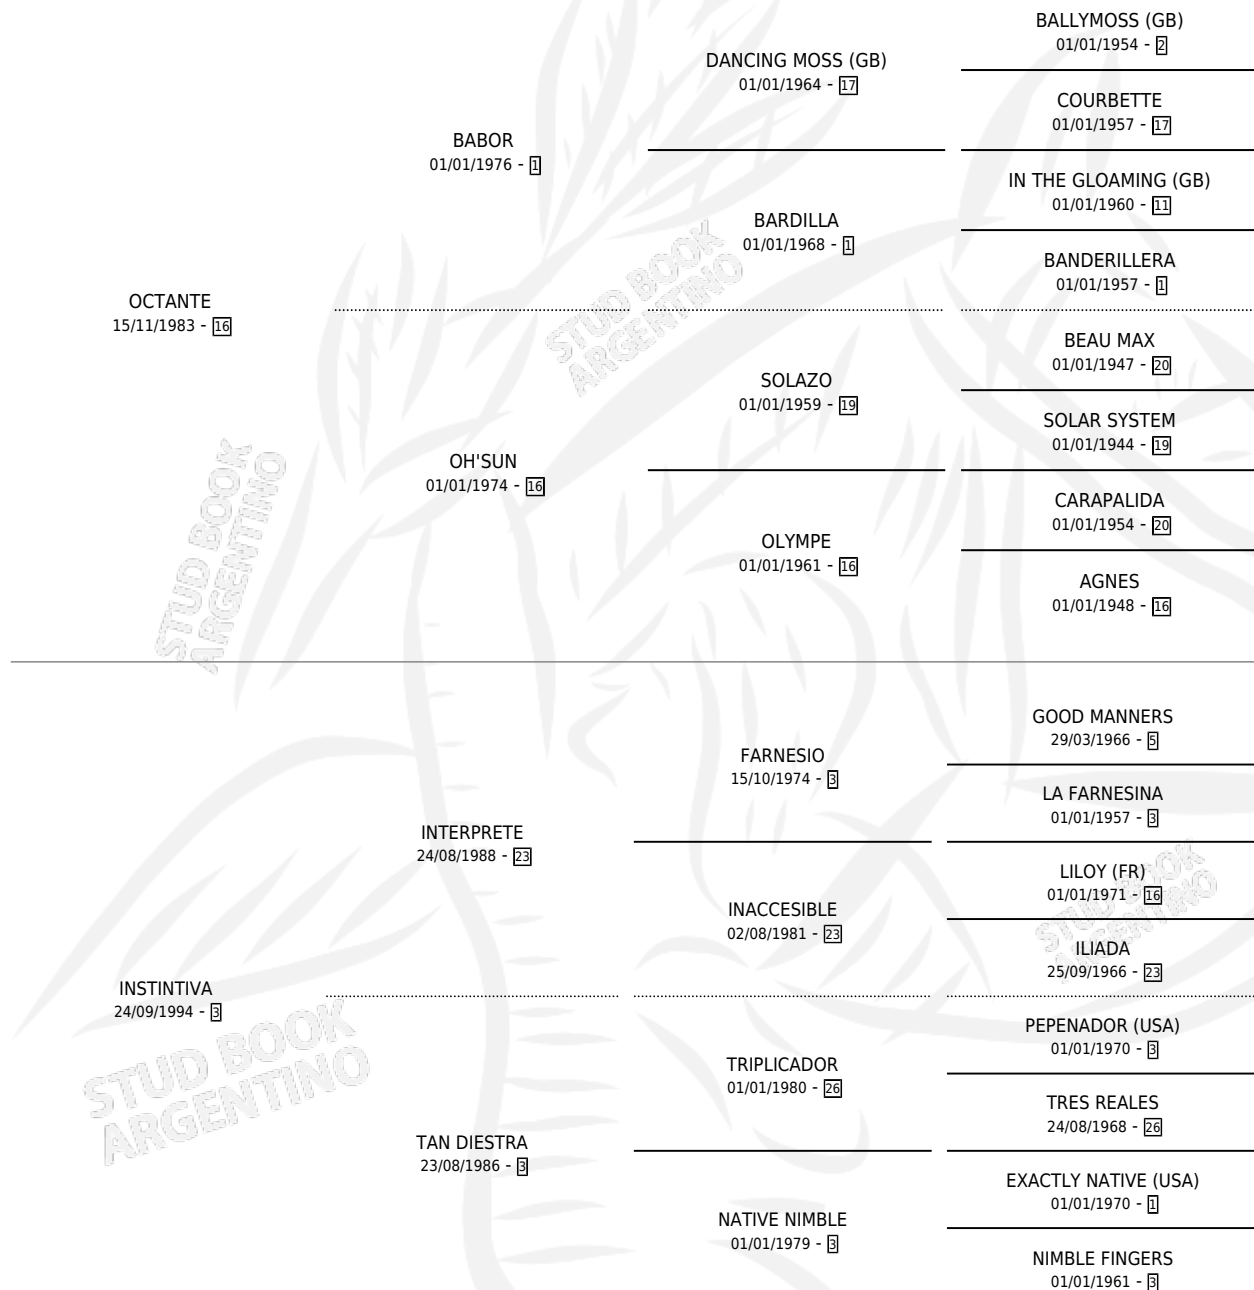 BALLYMOSS (GB)
01/01/1954 - 2
DANCING MOSS (GB)
01/01/1964 - 17
COURBETTE
01/01/1957 - 17
BABOR
01/01/1976 - 1
IN THE GLOAMING (GB)
01/01/1960 - 11
BARDILLA
01/01/1968 - 1
BANDERILLERA
01/01/1957 - 1
OCTANTE
15/11/1983 - 16
BEAU MAX
01/01/1947 - 20
SOLAZO
01/01/1959 - 19
SOLAR SYSTEM
01/01/1944 - 19
OH'SUN
01/01/1974 - 16
CARAPALIDA
01/01/1954 - 20
OLYMPE
01/01/1961 - 16
AGNES
01/01/1948 - 16
GOOD MANNERS
29/03/1966 - 5
FARNESIO
15/10/1974 - 3
LA FARNESINA
01/01/1957 - 3
INTERPRETE
24/08/1988 - 23
LILOY (FR)
01/01/1971 - 16
INACCESIBLE
02/08/1981 - 23
ILIADA
25/09/1966 - 23
INSTINTIVA
24/09/1994 - 3
PEPENADOR (USA)
01/01/1970 - 3
TRIPLICADOR
01/01/1980 - 26
TRES REALES
24/08/1968 - 26
TAN DIESTRA
23/08/1986 - 3
EXACTLY NATIVE (USA)
01/01/1970 - 1
NATIVE NIMBLE
01/01/1979 - 3
NIMBLE FINGERS
01/01/1961 - 3
STUD BOOK
ARGENTINO
STUD BOOK
ARGENTINO
STUD BOOK
ARGENTINO
STUD BOOK
ARGENTINO